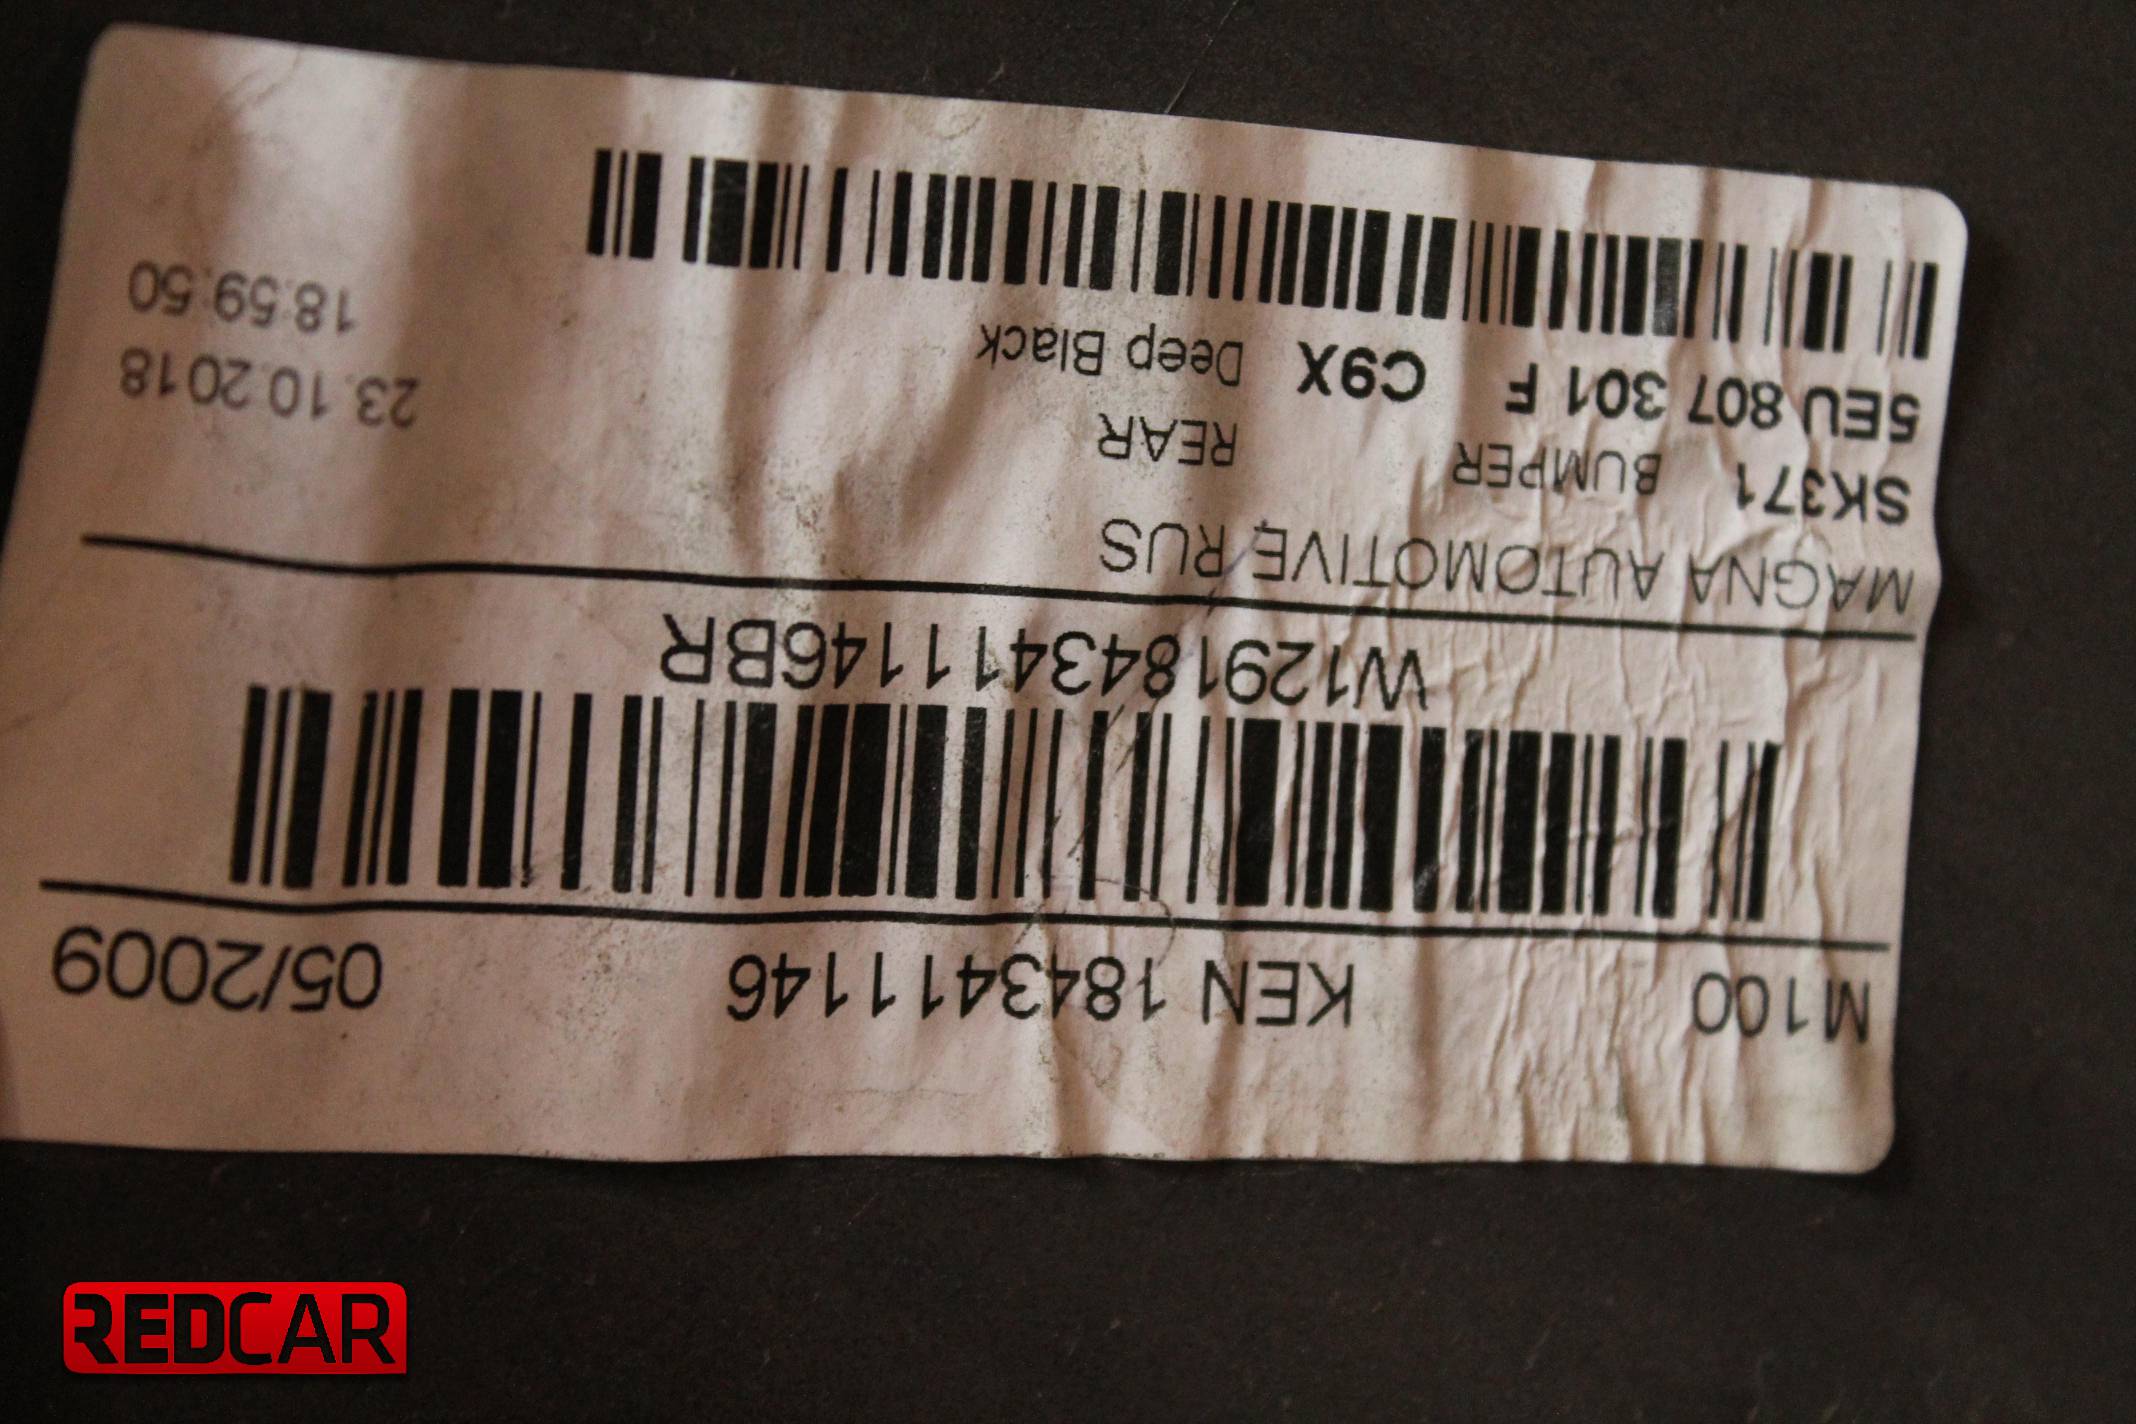 M100 KEN 1843411146 05/2009
W1291843411146BR
MAGNA AUTOMOTIVE RUS
SK371 BUMPER REAR 23.10.2018
5EU 807 301 F C9X Deep Black 18:59:50
REDCAR